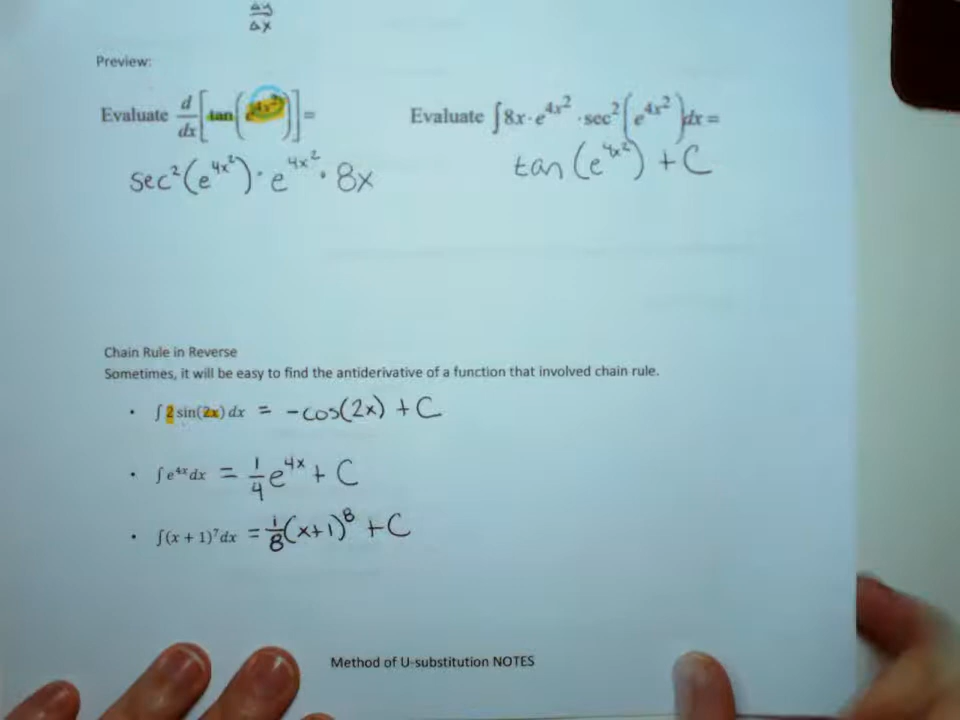 Δy
Δx
Preview:
Evaluate d/dx [tan(e^{4x²})] =
Evaluate ∫8x·e^{4x²}·sec²(e^{4x²})dx =
sec²(e^{4x²})·e^{4x²}·8x
tan(e^{4x²}) + C
Chain Rule in Reverse
Sometimes, it will be easy to find the antiderivative of a function that involved chain rule.
• ∫2 sin(2x) dx = -cos(2x) + C
• ∫e^{4x}dx = 1/4 e^{4x} + C
• ∫(x + 1)⁷dx = 1/8 (x+1)⁸ + C
Method of U-substitution NOTES